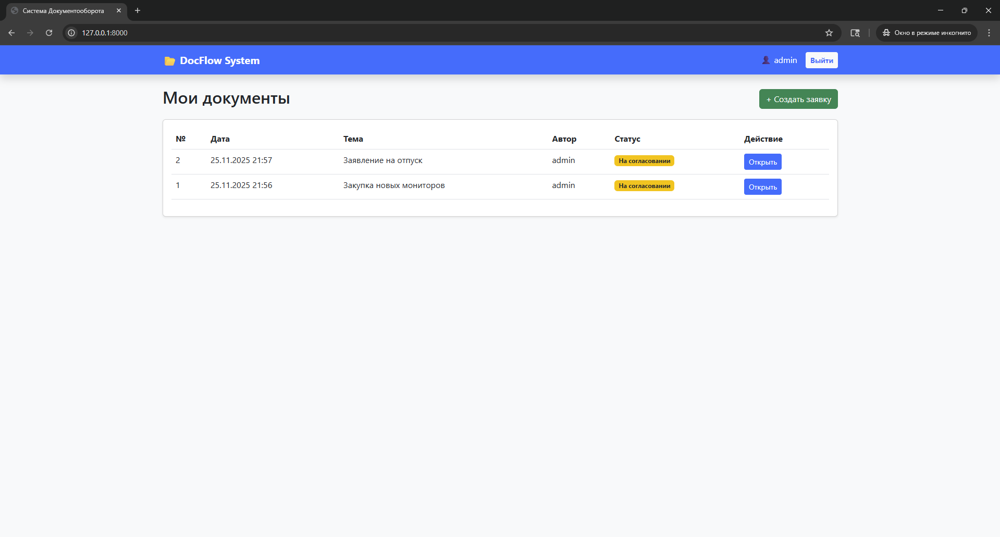 Система Документооборота
127.0.0.1:8000
Окно в режиме инкогнито
DocFlow System
admin
Выйти
Мои документы
+ Создать заявку
№ Дата Тема Автор Статус Действие
2 25.11.2025 21:57 Заявление на отпуск admin На согласовании Открыть
1 25.11.2025 21:56 Закупка новых мониторов admin На согласовании Открыть